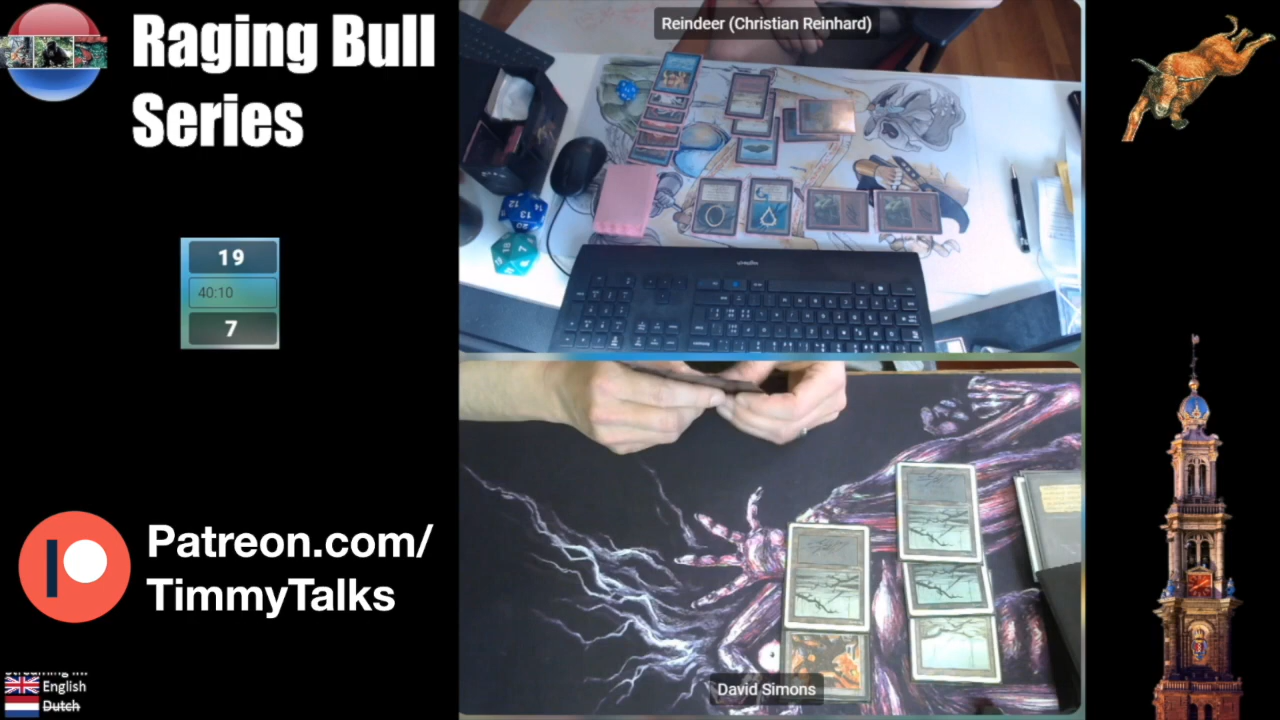 Raging Bull
Series
Reindeer (Christian Reinhard)
19
40:10
7
Patreon.com/
TimmyTalks
English
Dutch
David Simons